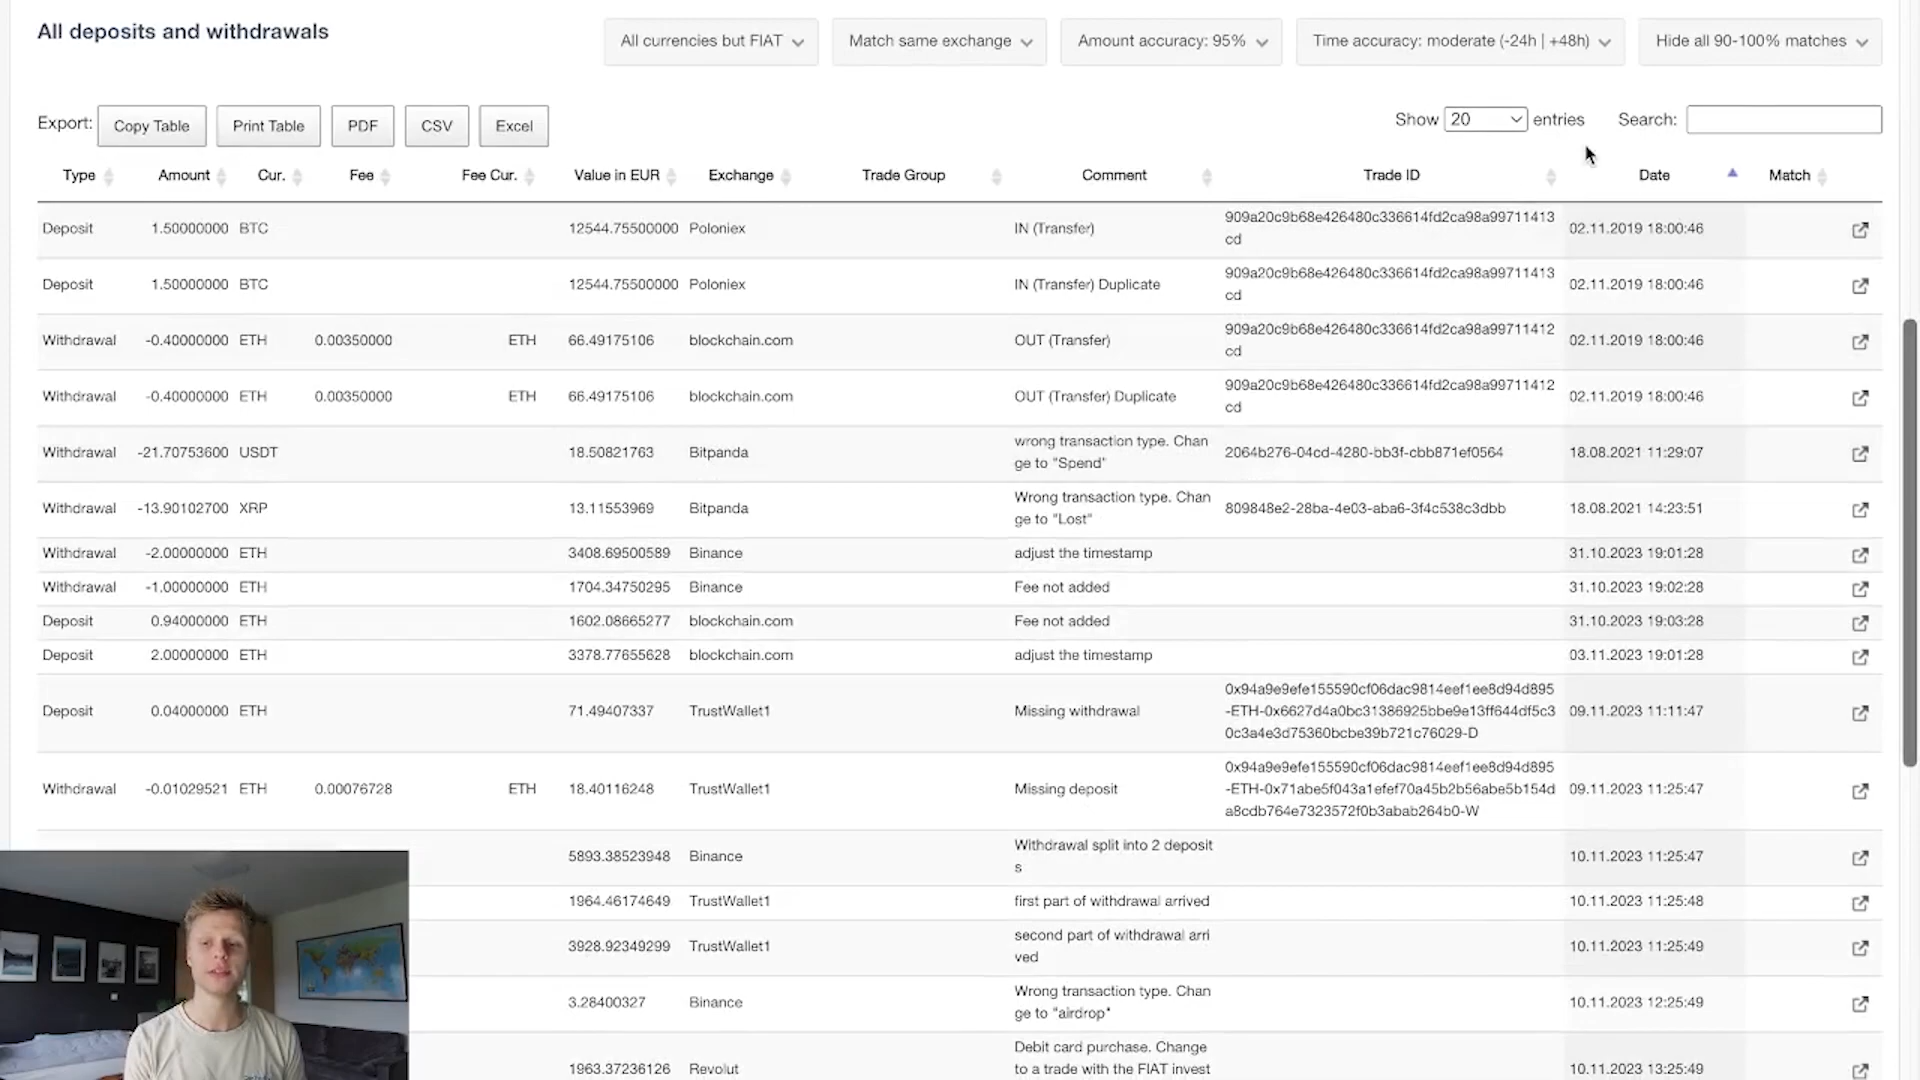 All deposits and withdrawals
All currencies but FIAT
Match same exchange
Amount accuracy: 95%
Time accuracy: moderate (-24h | +48h)
Hide all 90-100% matches
Export: Copy Table Print Table PDF CSV Excel
Show 20 entries Search:
Type Amount Cur. Fee Fee Cur. Value in EUR Exchange Trade Group Comment Trade ID Date Match
Deposit 1.50000000 BTC 12544.75500000 Poloniex IN (Transfer) 909a20c9b68e426480c336614fd2ca98a99711413 02.11.2019 18:00:46
cd
Deposit 1.50000000 BTC 12544.75500000 Poloniex IN (Transfer) Duplicate 909a20c9b68e426480c336614fd2ca98a99711413 02.11.2019 18:00:46
cd
Withdrawal -0.40000000 ETH 0.00350000 ETH 66.49175106 blockchain.com OUT (Transfer) 909a20c9b68e426480c336614fd2ca98a99711412 02.11.2019 18:00:46
cd
Withdrawal -0.40000000 ETH 0.00350000 ETH 66.49175106 blockchain.com OUT (Transfer) Duplicate 909a20c9b68e426480c336614fd2ca98a99711412 02.11.2019 18:00:46
cd
Withdrawal -21.70753600 USDT 18.50821763 Bitpanda wrong transaction type. Chan 2064b276-04cd-4280-bb3f-cbb871ef0564 18.08.2021 11:29:07
ge to "Spend"
Withdrawal -13.90102700 XRP 13.11553969 Bitpanda Wrong transaction type. Chan 809848e2-28ba-4e03-aba6-3f4c538c3dbb 18.08.2021 14:23:51
ge to "Lost"
Withdrawal -2.00000000 ETH 3408.69500589 Binance adjust the timestamp 31.10.2023 19:01:28
Withdrawal -1.00000000 ETH 1704.34750295 Binance Fee not added 31.10.2023 19:02:28
Deposit 0.94000000 ETH 1602.08665277 blockchain.com Fee not added 31.10.2023 19:03:28
Deposit 2.00000000 ETH 3378.77655628 blockchain.com adjust the timestamp 03.11.2023 19:01:28
0x94a9e9efe155590cf06dac9814eef1ee8d94d895
Deposit 0.04000000 ETH 71.49407337 TrustWallet1 Missing withdrawal -ETH-0x6627d4a0bc31386925bbe9e13ff644df5c3 09.11.2023 11:11:47
0c3a4e3d75360bcbe39b721c76029-D
0x94a9e9efe155590cf06dac9814eef1ee8d94d895
Withdrawal -0.01029521 ETH 0.00076728 ETH 18.40116248 TrustWallet1 Missing deposit -ETH-0x71abe5f043a1efef70a45b2b56abe5b154d 09.11.2023 11:25:47
a8cdb764e7323572f0b3abab264b0-W
5893.38523948 Binance Withdrawal split into 2 deposit 10.11.2023 11:25:47
s
1964.46174649 TrustWallet1 first part of withdrawal arrived 10.11.2023 11:25:48
3928.92349299 TrustWallet1 second part of withdrawal arri 10.11.2023 11:25:49
ved
3.28400327 Binance Wrong transaction type. Chan 10.11.2023 12:25:49
ge to "airdrop"
Debit card purchase. Change
1963.37236126 Revolut to a trade with the FIAT invest 10.11.2023 13:25:49